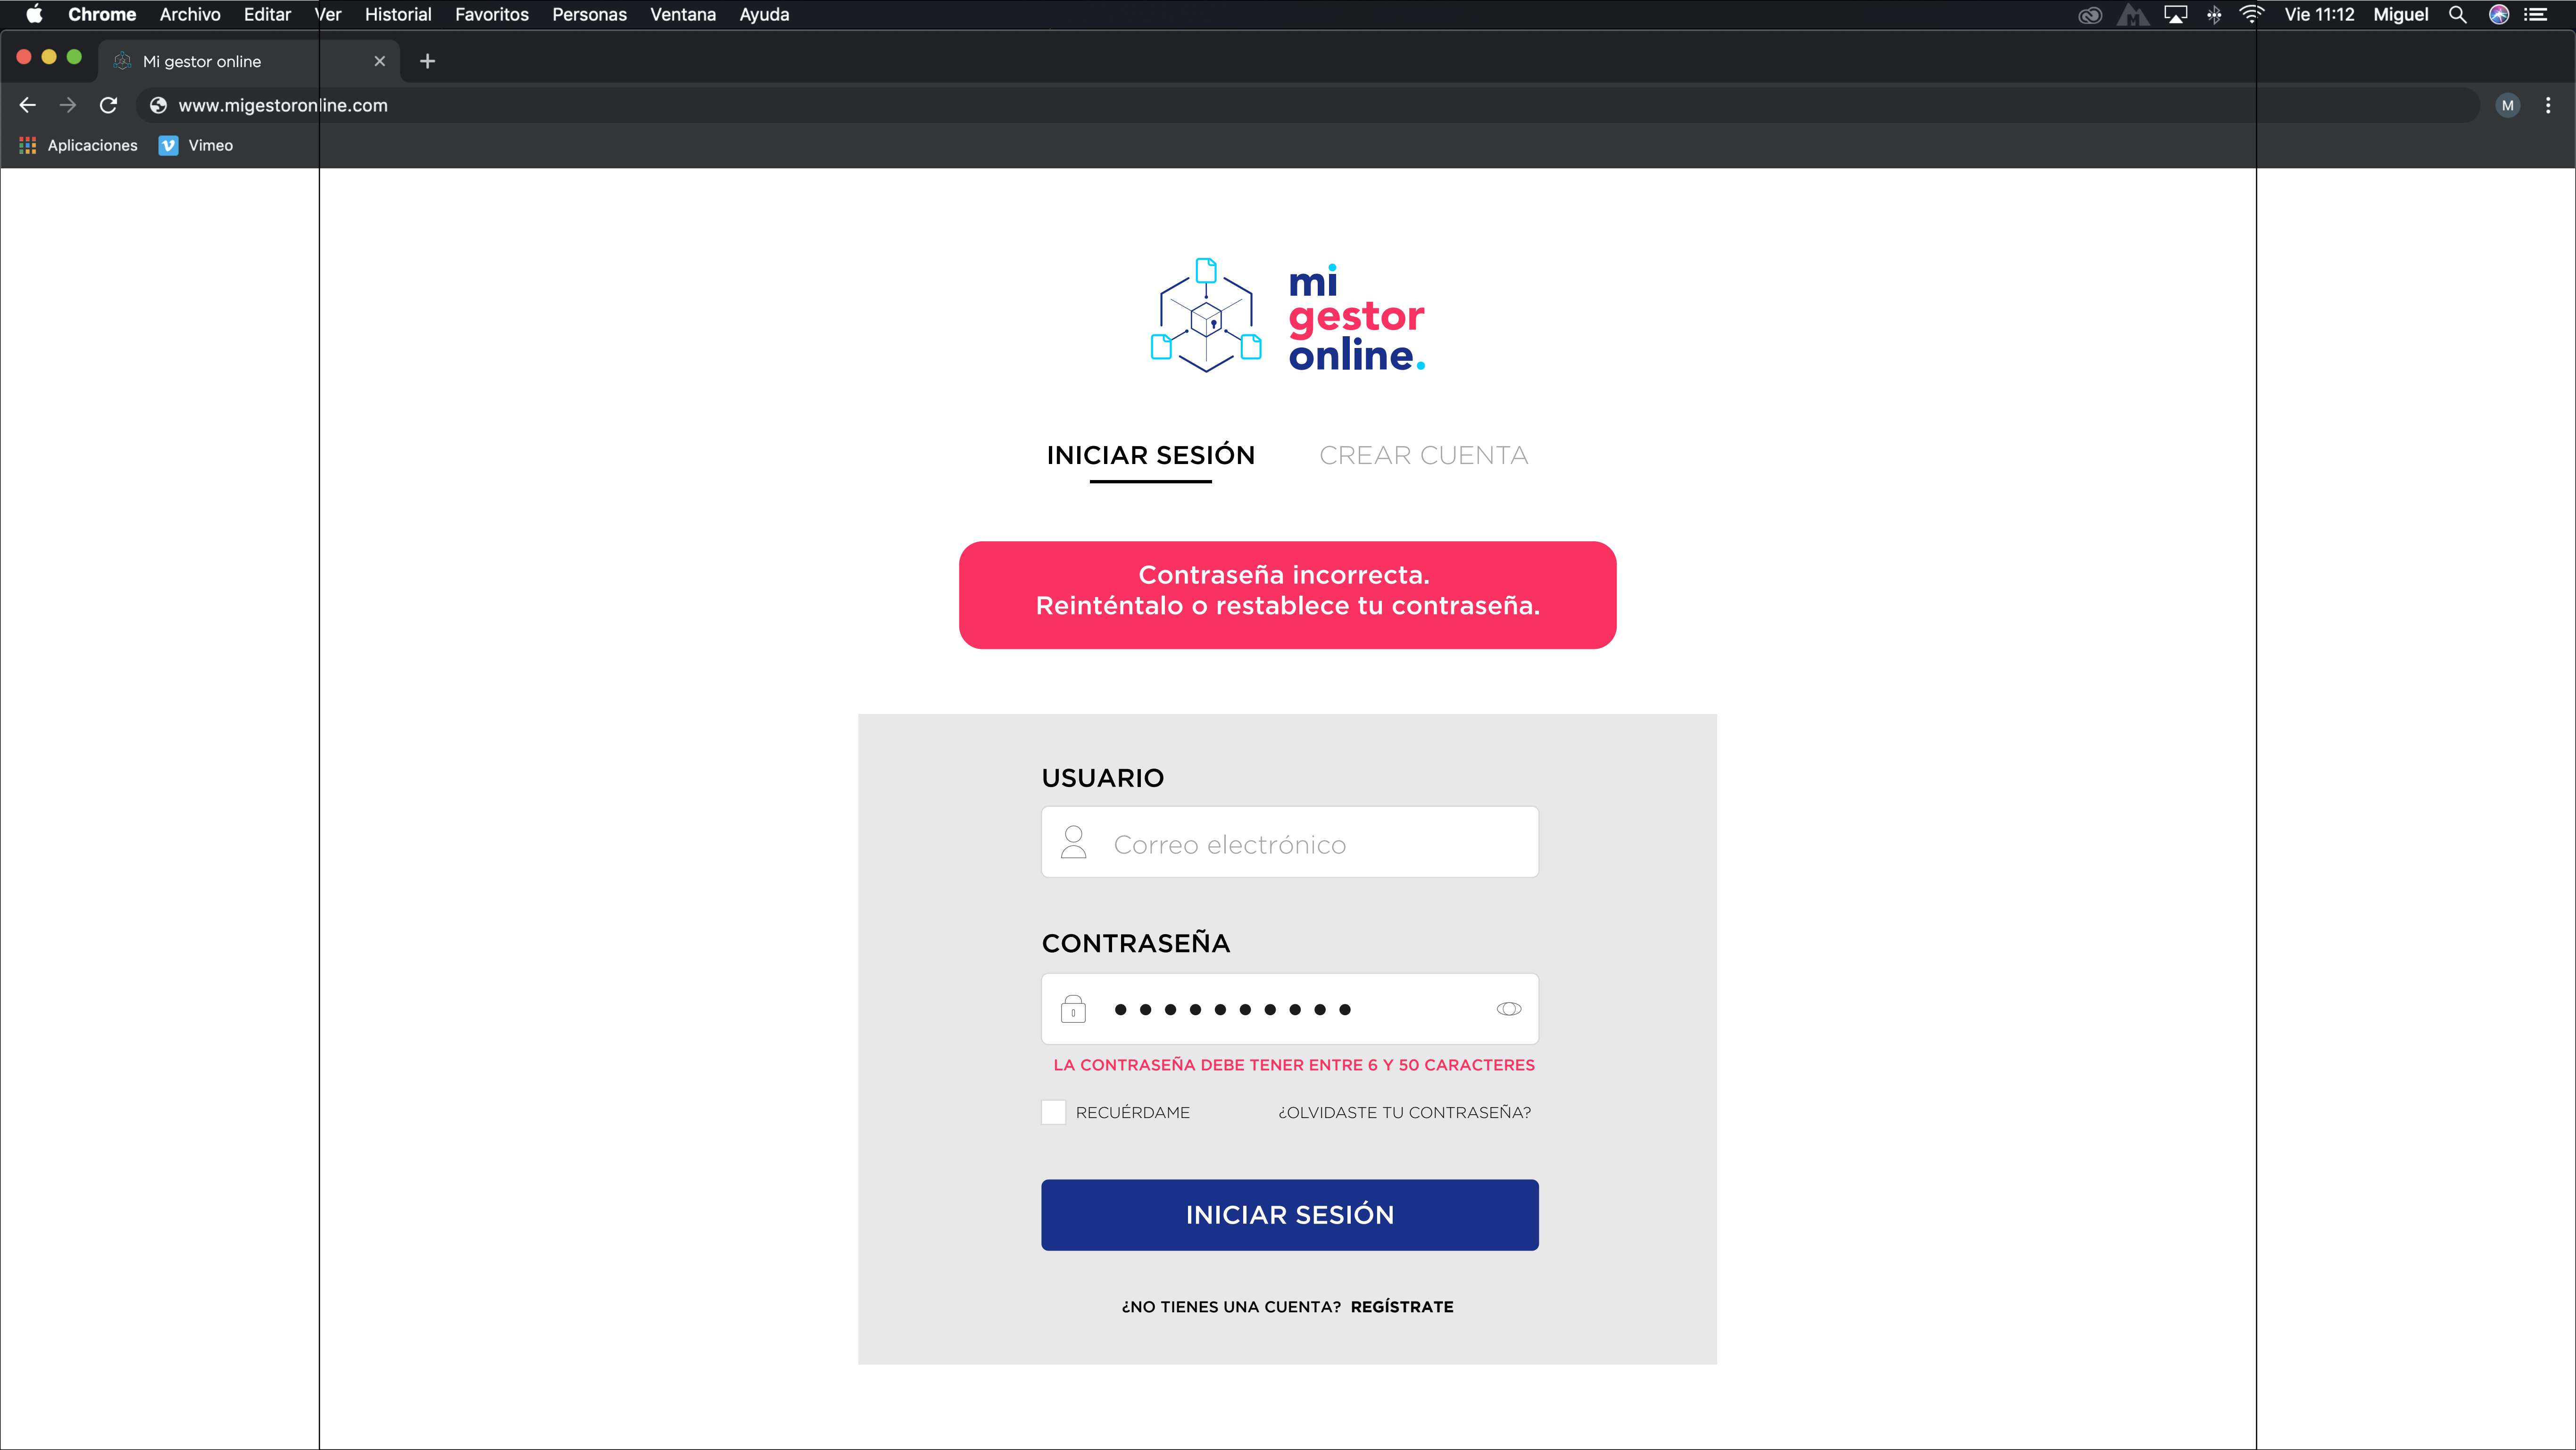 Chrome Archivo Editar Ver Historial Favoritos Personas Ventana Ayuda Vie 11:12 Miguel
Mi gestor online
www.migestoronline.com M
Aplicaciones Vimeo
mi
gestor
online.
INICIAR SESIÓN CREAR CUENTA
Contraseña incorrecta.
Reinténtalo o restablece tu contraseña.
USUARIO
Correo electrónico
CONTRASEÑA
LA CONTRASEÑA DEBE TENER ENTRE 6 Y 50 CARACTERES
RECUÉRDAME ¿OLVIDASTE TU CONTRASEÑA?
INICIAR SESIÓN
¿NO TIENES UNA CUENTA? REGÍSTRATE